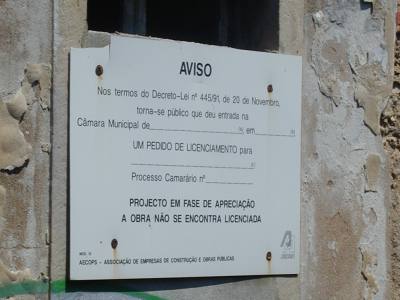 AVISO
Nos termos do Decreto-Lei nº 445/91, de 20 de Novembro,
torna-se público que deu entrada na
Câmara Municipal de em
UM PEDIDO DE LICENCIAMENTO para
Processo Camarário nº
PROJECTO EM FASE DE APRECIAÇÃO
A OBRA NÃO SE ENCONTRA LICENCIADA
AECOPS - ASSOCIAÇÃO DE EMPRESAS DE CONSTRUÇÃO E OBRAS PÚBLICAS